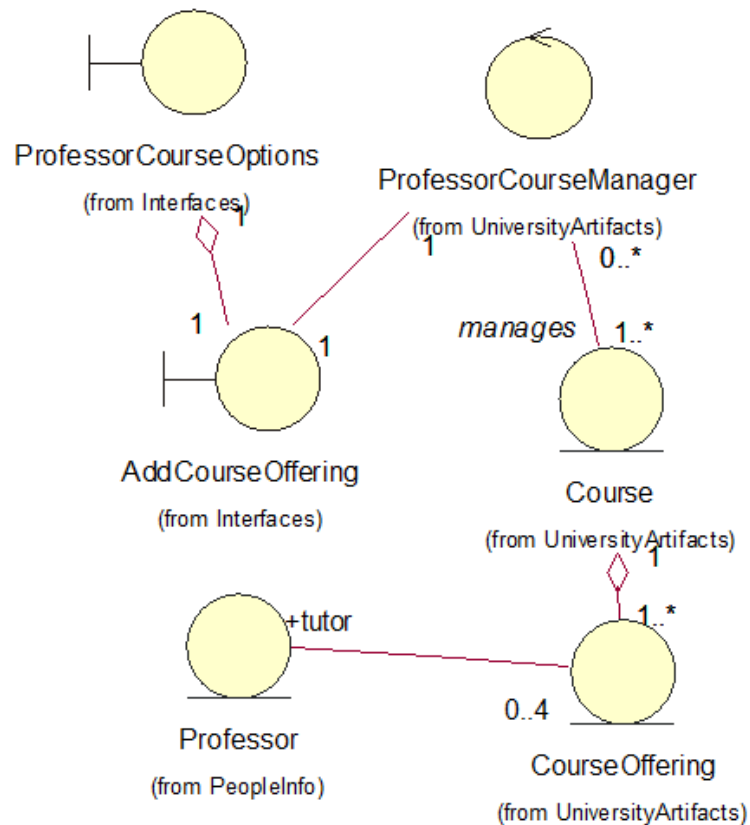 ProfessorCourseOptions
(from Interfaces)
1
ProfessorCourseManager
(from UniversityArtifacts)
1
0..*
1
1
manages
1..*
AddCourseOffering
(from Interfaces)
Course
(from UniversityArtifacts)
1
+tutor
1..*
0..4
Professor
(from PeopleInfo)
CourseOffering
(from UniversityArtifacts)